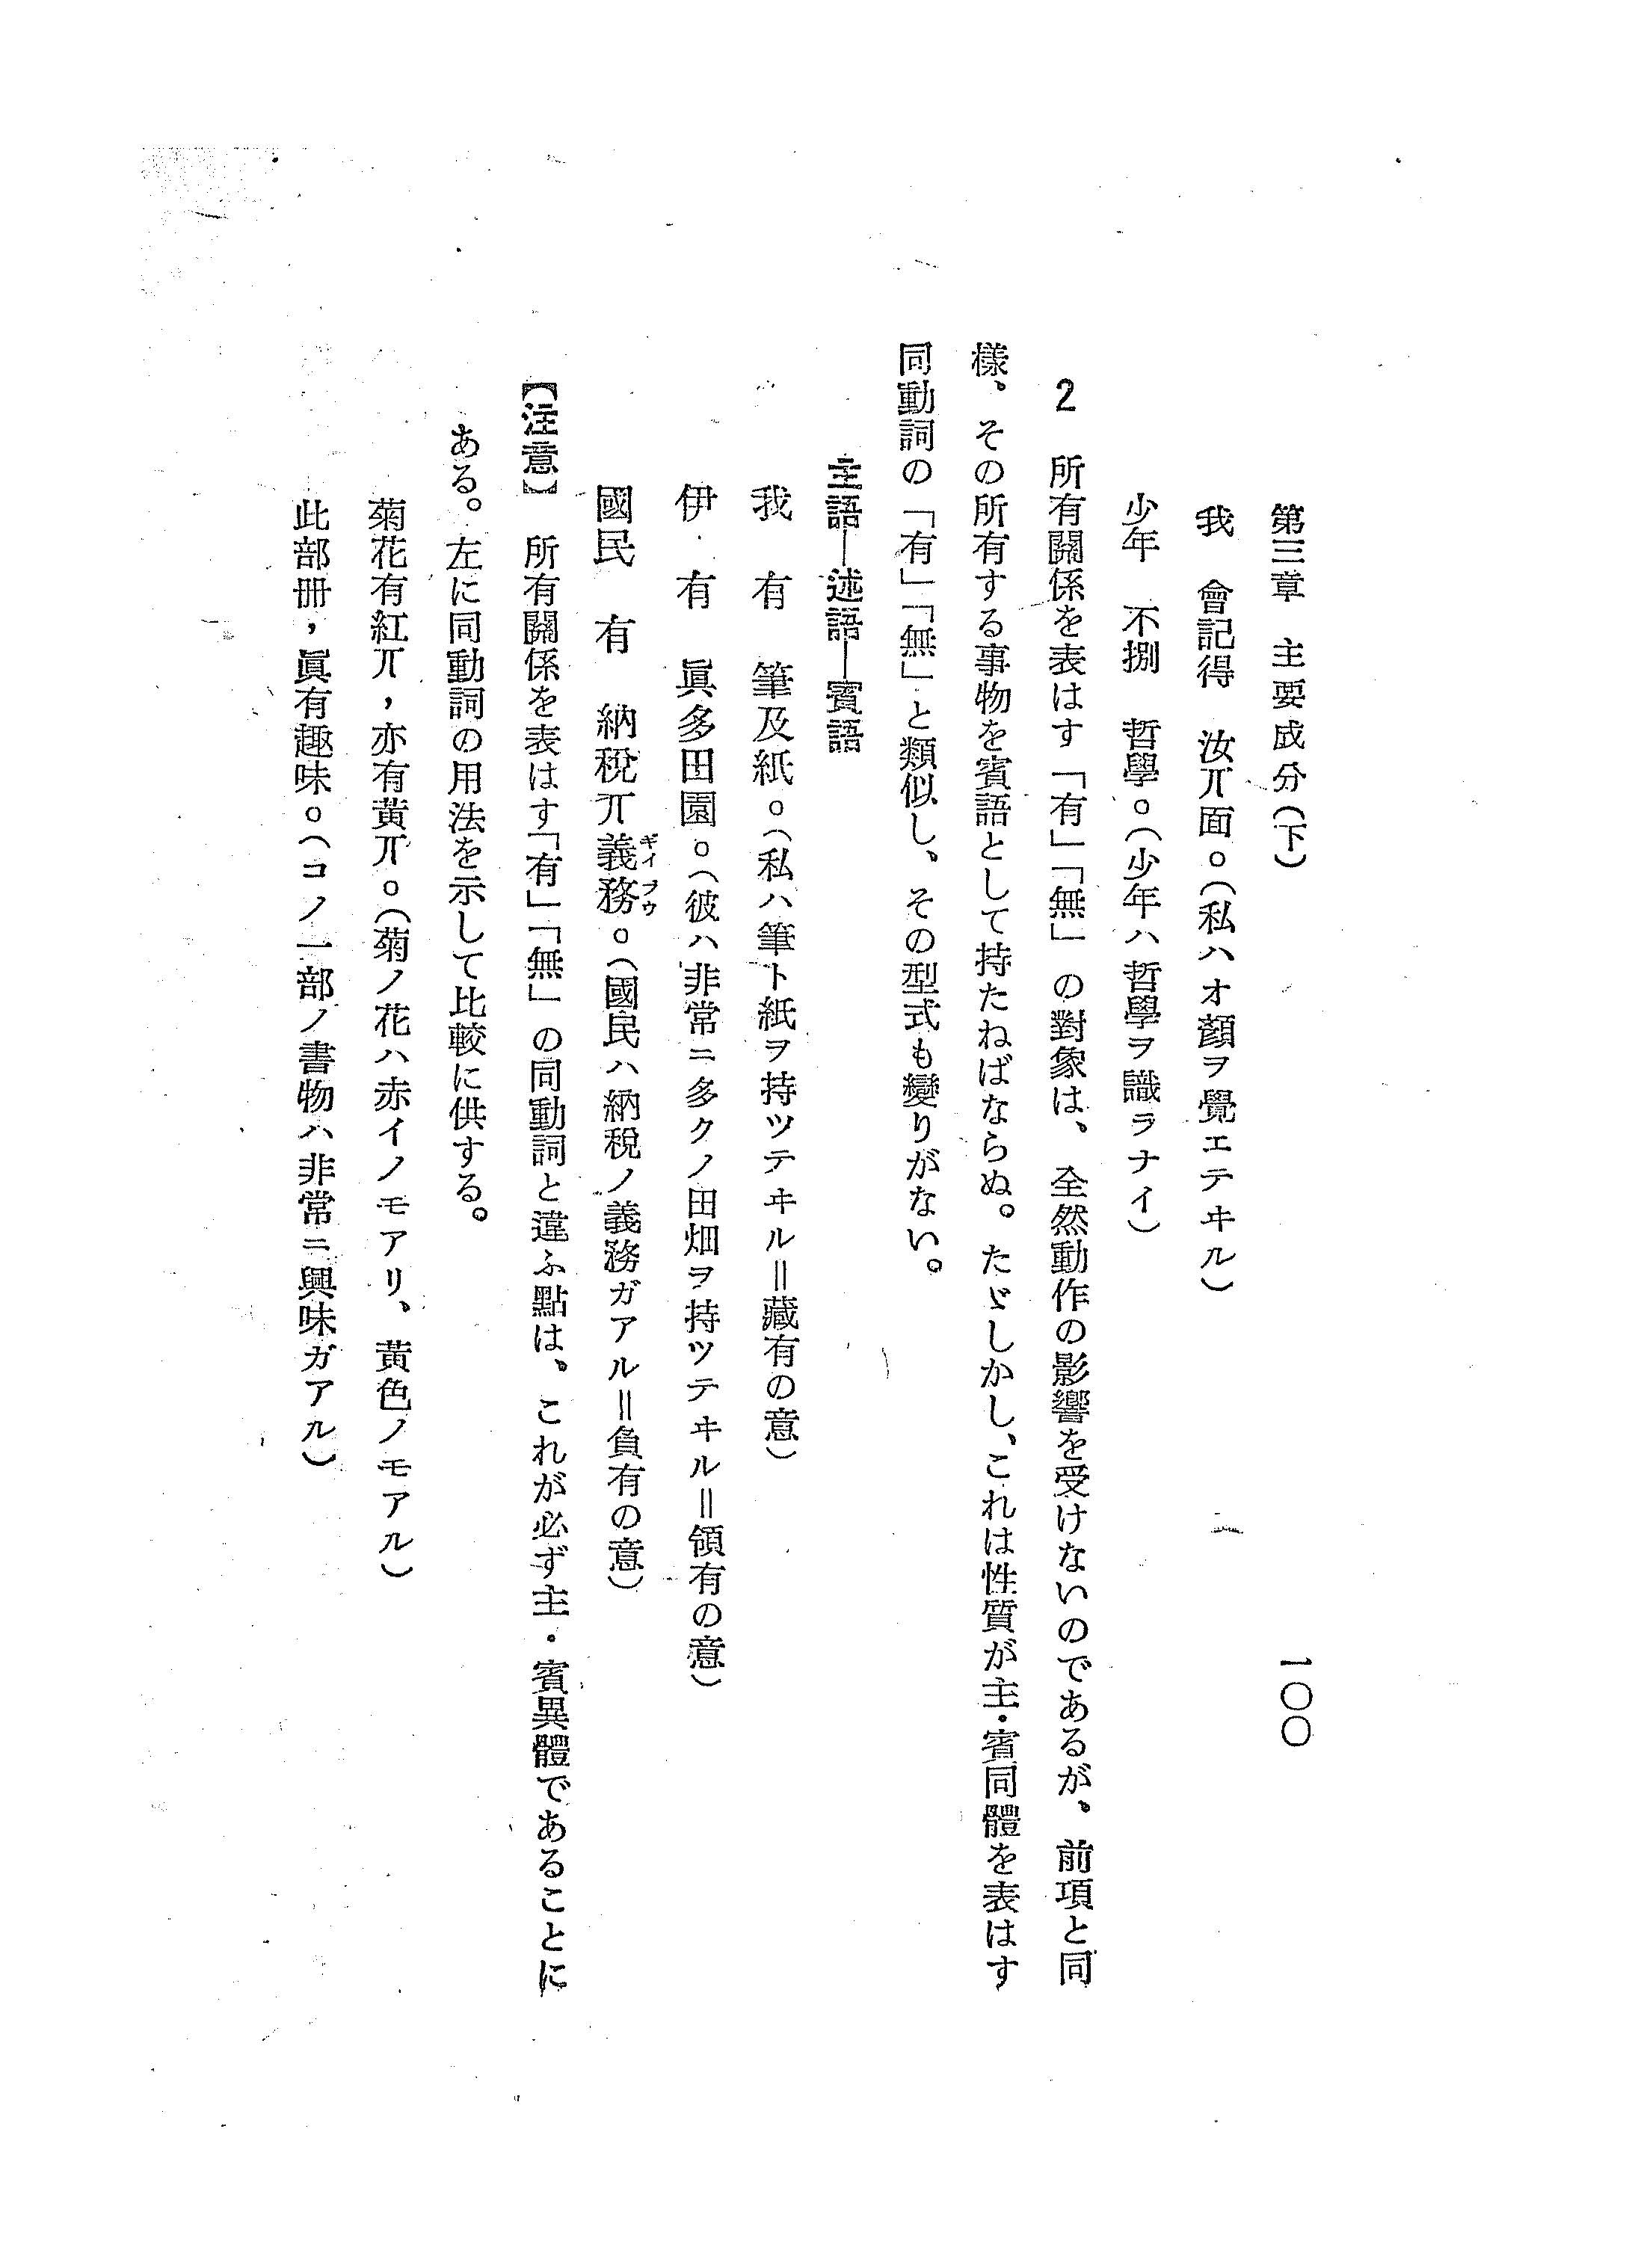 第三章　主要成分（下）
一〇〇
我　會記得　汝丌面。（私ハオ顏ヲ覺エテヰル）
少年　不捌　哲學。（少年ハ哲學ヲ識ラナイ）
2　所有關係を表はす「有」「無」の對象は、全然動作の影響を受けないのであるが、前項と同
樣、その所有する事物を賓語として持たねばならぬ。たゞしかし、これは性質が主・賓同體を表はす
同動詞の「有」「無」と類似し、その型式も變りがない。
主語―述語―賓語
我　有　筆及紙。（私ハ筆ト紙ヲ持ツテヰル＝藏有の意）
伊　有　眞多田園。（彼ハ非常ニ多クノ田畑ヲ持ツテヰル＝領有の意）
國民　有　納稅丌義務。（國民ハ納稅ノ義務ガアル＝負有の意）
ギイヴウ
【注意】　所有關係を表はす「有」「無」の同動詞と違ふ點は、これが必ず主・賓異體であることに
ある。左に同動詞の用法を示して比較に供する。
菊花有紅丌，亦有黃丌。（菊ノ花ハ赤イノモアリ、黃色ノモアル）
此部冊，眞有趣味。（コノ一部ノ書物ハ非常ニ興味ガアル）